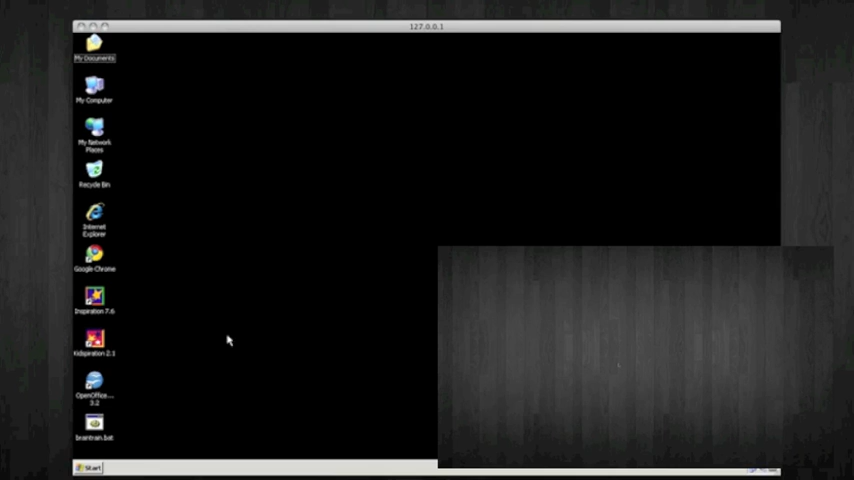 127.0.0.1
My Documents
My Computer
My Network
Places
Recycle Bin
Internet
Explorer
Google Chrome
Inspiration 7.6
Kidspiration 2.1
OpenOffice....
3.2
braintrain.bat
Start